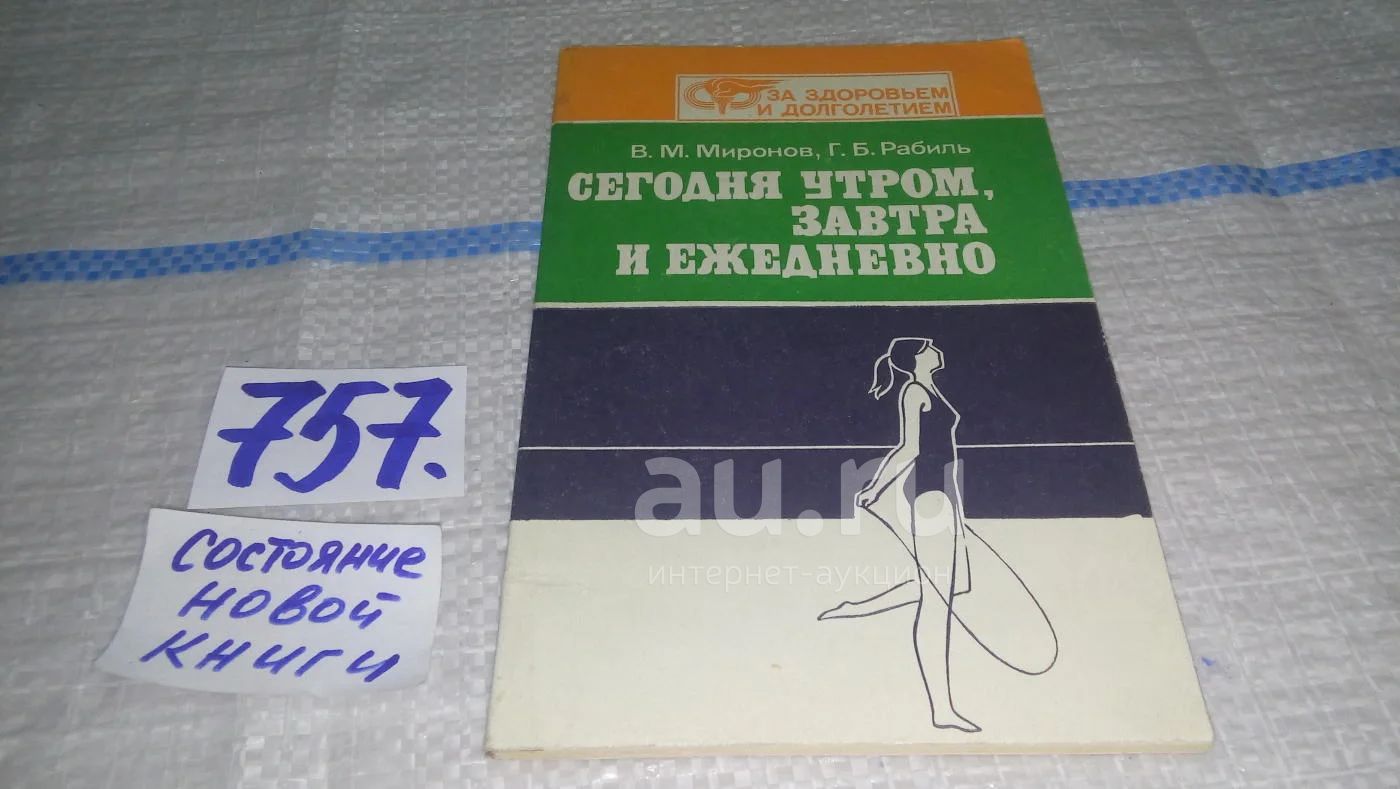 ЗА ЗДОРОВЬЕМ
И ДОЛГОЛЕТИЕМ
В. М. Миронов, Г. Б. Рабиль
СЕГОДНЯ УТРОМ,
ЗАВТРА
И ЕЖЕДНЕВНО
757.
СОСТОЯНИЕ
НОВОЙ
КНИГИ
au.ru
интернет-аукцион